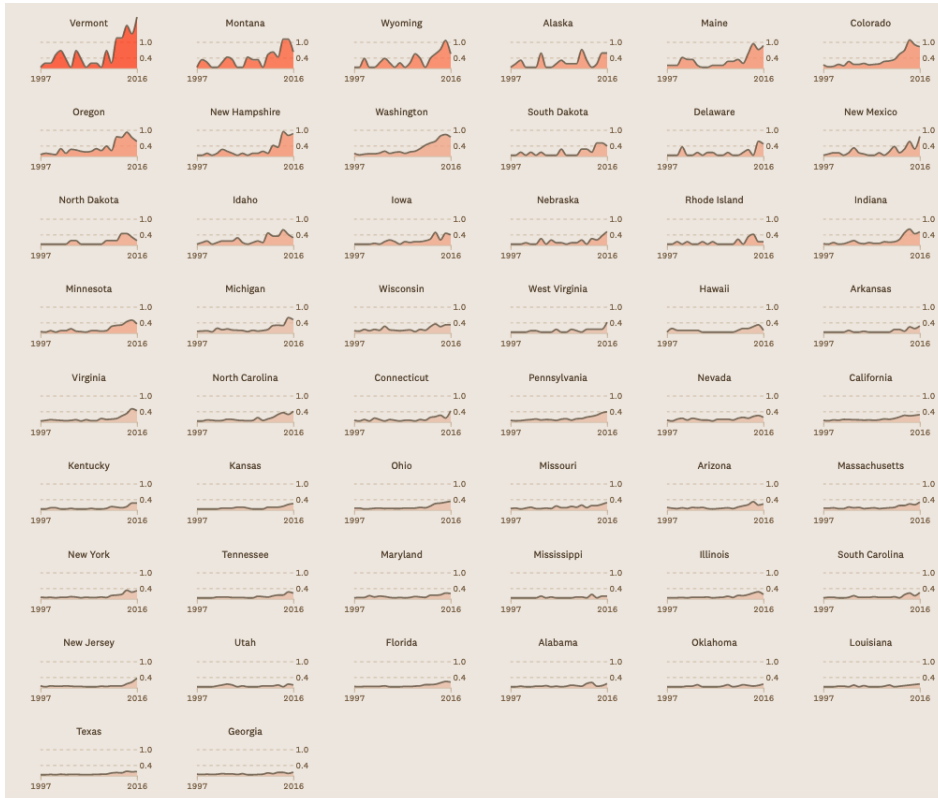 Vermont Montana Wyoming Alaska Maine Colorado
1.0 1.0 1.0 1.0 1.0 1.0
0.4 0.4 0.4 0.4 0.4 0.4
1997 2016 1997 2016 1997 2016 1997 2016 1997 2016 1997 2016
Oregon New Hampshire Washington South Dakota Delaware New Mexico
1.0 1.0 1.0 1.0 1.0 1.0
0.4 0.4 0.4 0.4 0.4 0.4
1997 2016 1997 2016 1997 2016 1997 2016 1997 2016 1997 2016
North Dakota Idaho Iowa Nebraska Rhode Island Indiana
1.0 1.0 1.0 1.0 1.0 1.0
0.4 0.4 0.4 0.4 0.4 0.4
1997 2016 1997 2016 1997 2016 1997 2016 1997 2016 1997 2016
Minnesota Michigan Wisconsin West Virginia Hawaii Arkansas
1.0 1.0 1.0 1.0 1.0 1.0
0.4 0.4 0.4 0.4 0.4 0.4
1997 2016 1997 2016 1997 2016 1997 2016 1997 2016 1997 2016
Virginia North Carolina Connecticut Pennsylvania Nevada California
1.0 1.0 1.0 1.0 1.0 1.0
0.4 0.4 0.4 0.4 0.4 0.4
1997 2016 1997 2016 1997 2016 1997 2016 1997 2016 1997 2016
Kentucky Kansas Ohio Missouri Arizona Massachusetts
1.0 1.0 1.0 1.0 1.0 1.0
0.4 0.4 0.4 0.4 0.4 0.4
1997 2016 1997 2016 1997 2016 1997 2016 1997 2016 1997 2016
New York Tennessee Maryland Mississippi Illinois South Carolina
1.0 1.0 1.0 1.0 1.0 1.0
0.4 0.4 0.4 0.4 0.4 0.4
1997 2016 1997 2016 1997 2016 1997 2016 1997 2016 1997 2016
New Jersey Utah Florida Alabama Oklahoma Louisiana
1.0 1.0 1.0 1.0 1.0 1.0
0.4 0.4 0.4 0.4 0.4 0.4
1997 2016 1997 2016 1997 2016 1997 2016 1997 2016 1997 2016
Texas Georgia
1.0 1.0
0.4 0.4
1997 2016 1997 2016